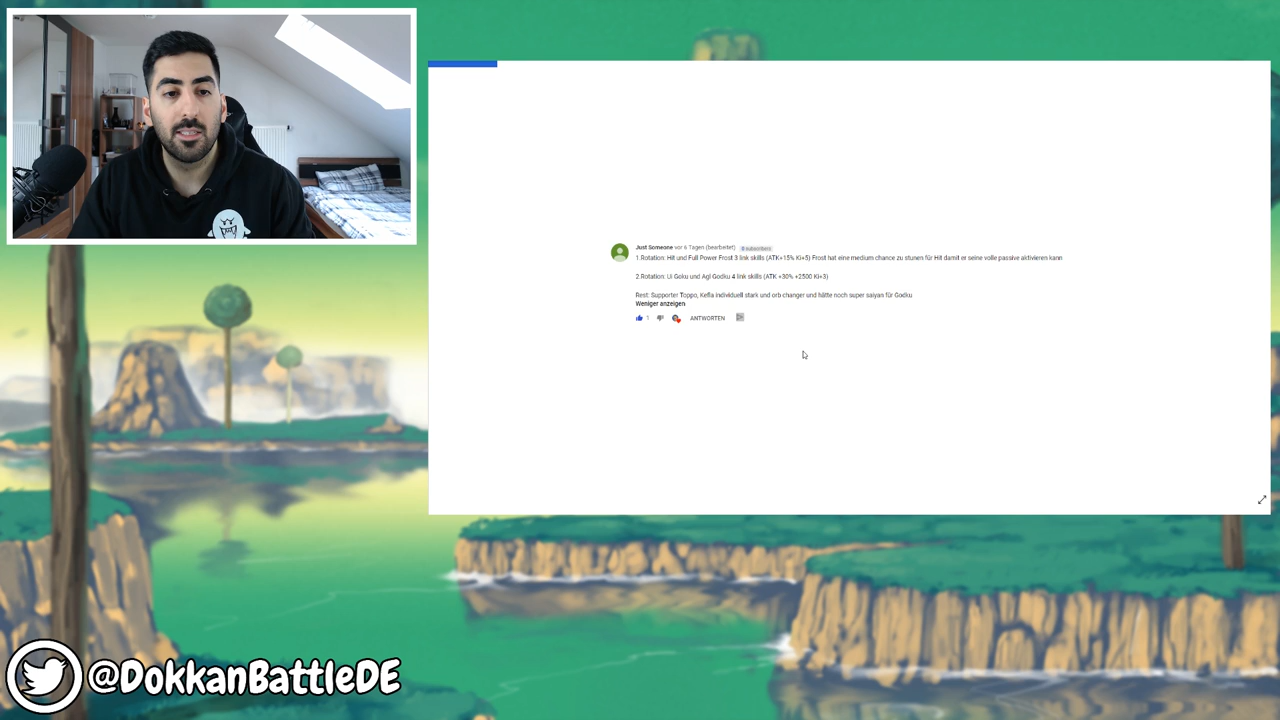 Just Someone vor 6 Tagen (bearbeitet) 0 subscribers
1.Rotation: Hit und Full Power Frost 3 link skills (ATK+15% Ki+5) Frost hat eine medium chance zu stunen für Hit damit er seine volle passive aktivieren kann
2.Rotation: Ui Goku und Agl Godku 4 link skills (ATK +30% +2500 Ki+3)
Rest: Supporter Toppo, Kefla individuell stark und orb changer und hätte noch super saiyan für Godku
Weniger anzeigen
1 ANTWORTEN
@DokkanBattleDE